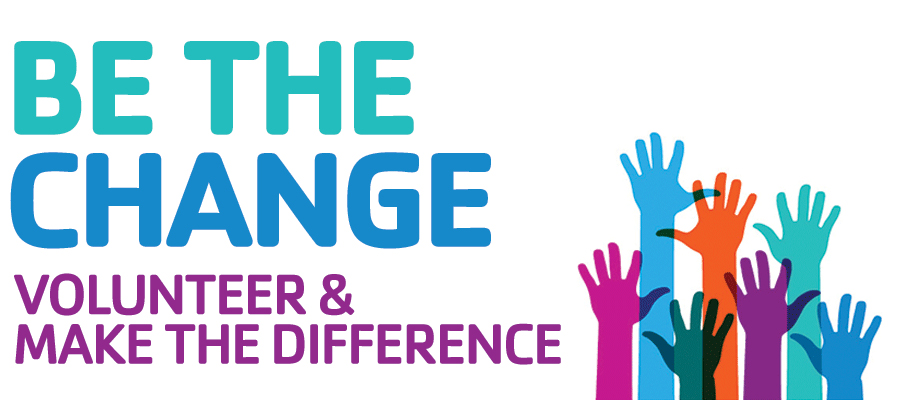 BE THE
CHANGE
VOLUNTEER &
MAKE THE DIFFERENCE